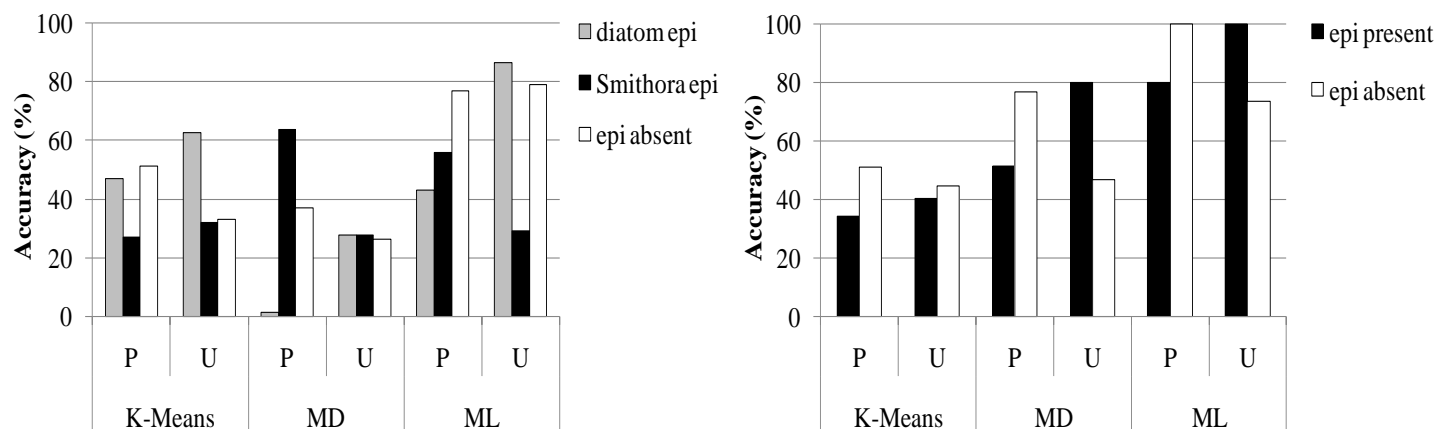 Accuracy (%)
100
80
60
40
20
0
P U P U P U
K-Means MD ML
diatom epi
Smithora epi
epi absent
Accuracy (%)
100
80
60
40
20
0
P U P U P U
K-Means MD ML
epi present
epi absent